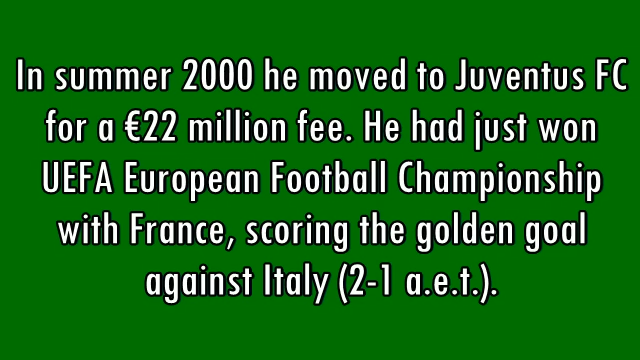 In summer 2000 he moved to Juventus FC
for a €22 million fee. He had just won
UEFA European Football Championship
with France, scoring the golden goal
against Italy (2-1 a.e.t.).